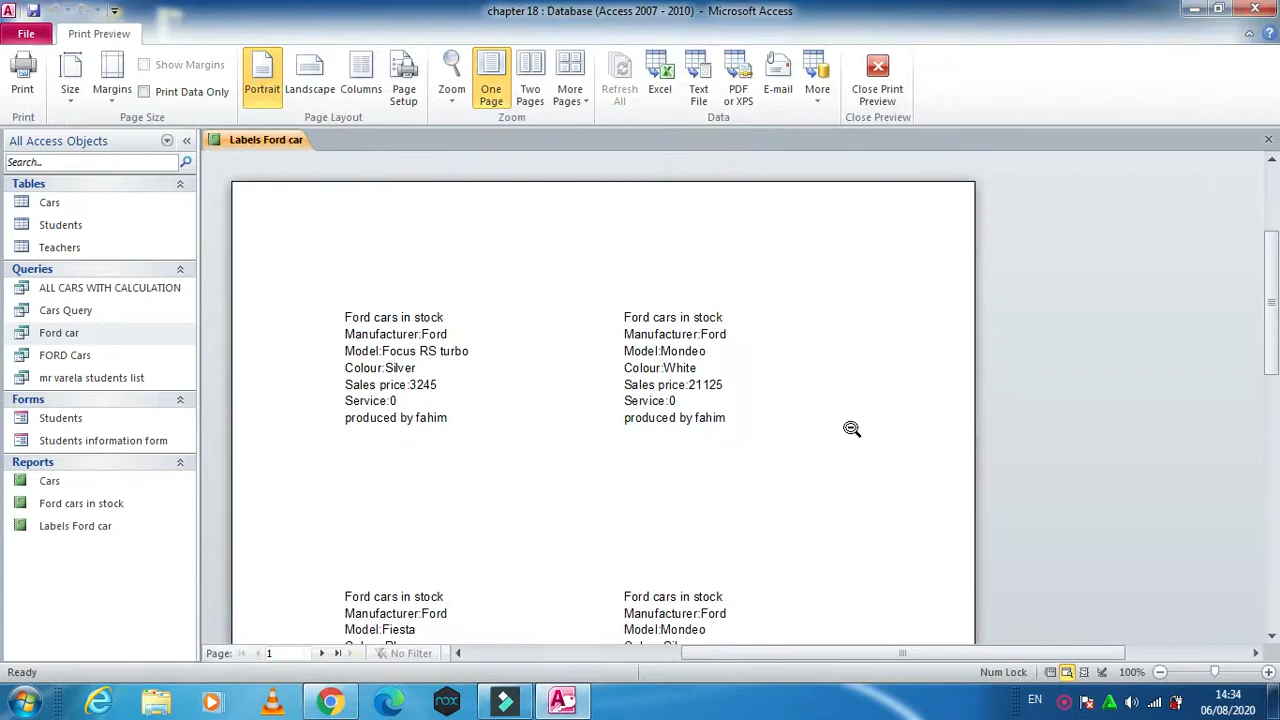 chapter 18 : Database (Access 2007 - 2010) - Microsoft Access
File
Print Preview
Print
Size
Margins
Show Margins
Print Data Only
Portrait
Landscape
Columns
Page Setup
Zoom
One Page
Two Pages
More Pages
Refresh All
Excel
Text File
PDF or XPS
E-mail
More
Close Print Preview
Print
Page Size
Page Layout
Zoom
Data
Close Preview
All Access Objects
Search...
Tables
Cars
Students
Teachers
Queries
ALL CARS WITH CALCULATION
Cars Query
Ford car
FORD Cars
mr varela students list
Forms
Students
Students information form
Reports
Cars
Ford cars in stock
Labels Ford car
Labels Ford car
Ford cars in stock
Manufacturer:Ford
Model:Focus RS turbo
Colour:Silver
Sales price:3245
Service:0
produced by fahim
Ford cars in stock
Manufacturer:Ford
Model:Mondeo
Colour:White
Sales price:21125
Service:0
produced by fahim
Ford cars in stock
Manufacturer:Ford
Model:Fiesta
Ford cars in stock
Manufacturer:Ford
Model:Mondeo
Page: 1
No Filter
Ready
Num Lock
100%
nox
EN
14:34
06/08/2020